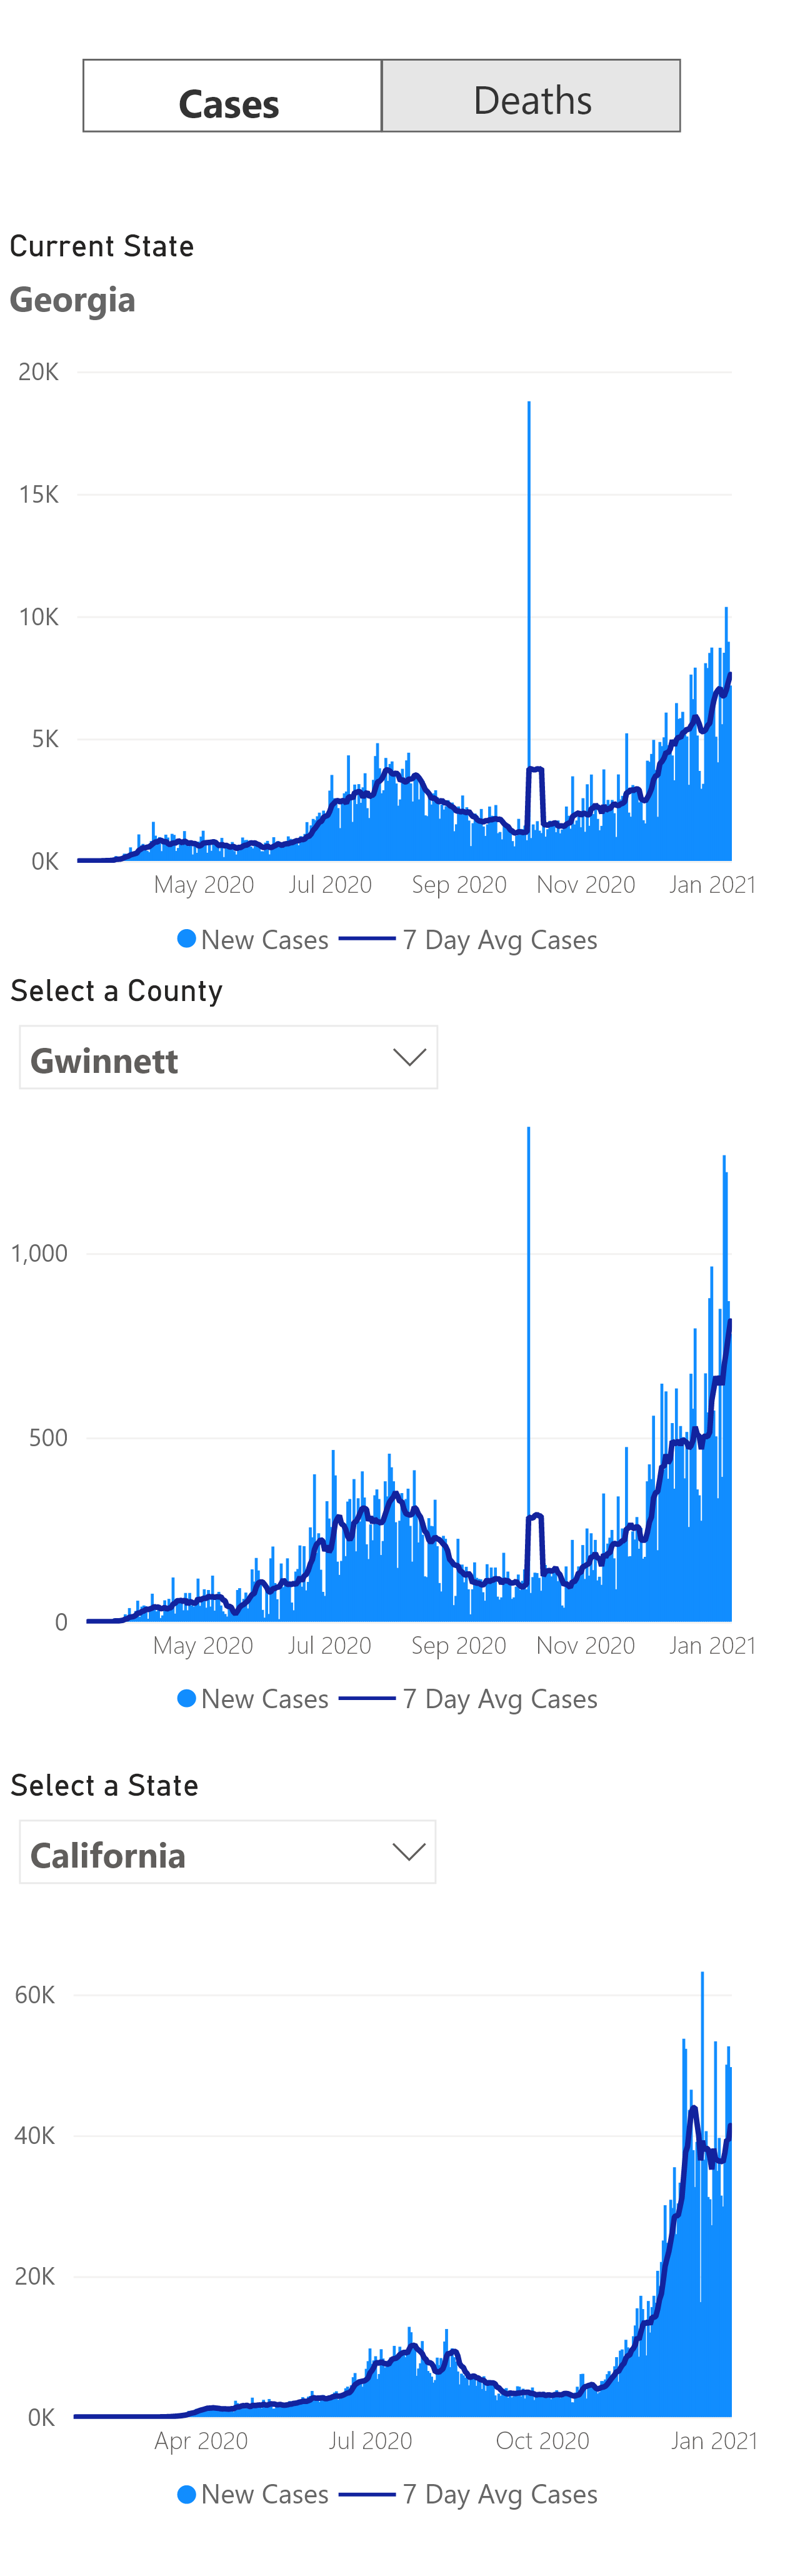 Cases Deaths
Current State
Georgia
20K
15K
10K
5K
0K
May 2020 Jul 2020 Sep 2020 Nov 2020 Jan 2021
New Cases 7 Day Avg Cases
Select a County
Gwinnett
1,000
500
0
May 2020 Jul 2020 Sep 2020 Nov 2020 Jan 2021
New Cases 7 Day Avg Cases
Select a State
California
60K
40K
20K
0K
Apr 2020 Jul 2020 Oct 2020 Jan 2021
New Cases 7 Day Avg Cases